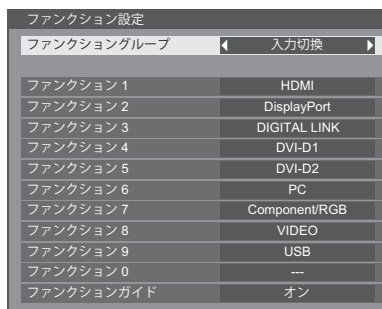 ファンクション設定
ファンクショングループ 入力切換
ファンクション 1 HDMI
ファンクション 2 DisplayPort
ファンクション 3 DIGITAL LINK
ファンクション 4 DVI-D1
ファンクション 5 DVI-D2
ファンクション 6 PC
ファンクション 7 Component/RGB
ファンクション 8 VIDEO
ファンクション 9 USB
ファンクション 0 ---
ファンクションガイド オン